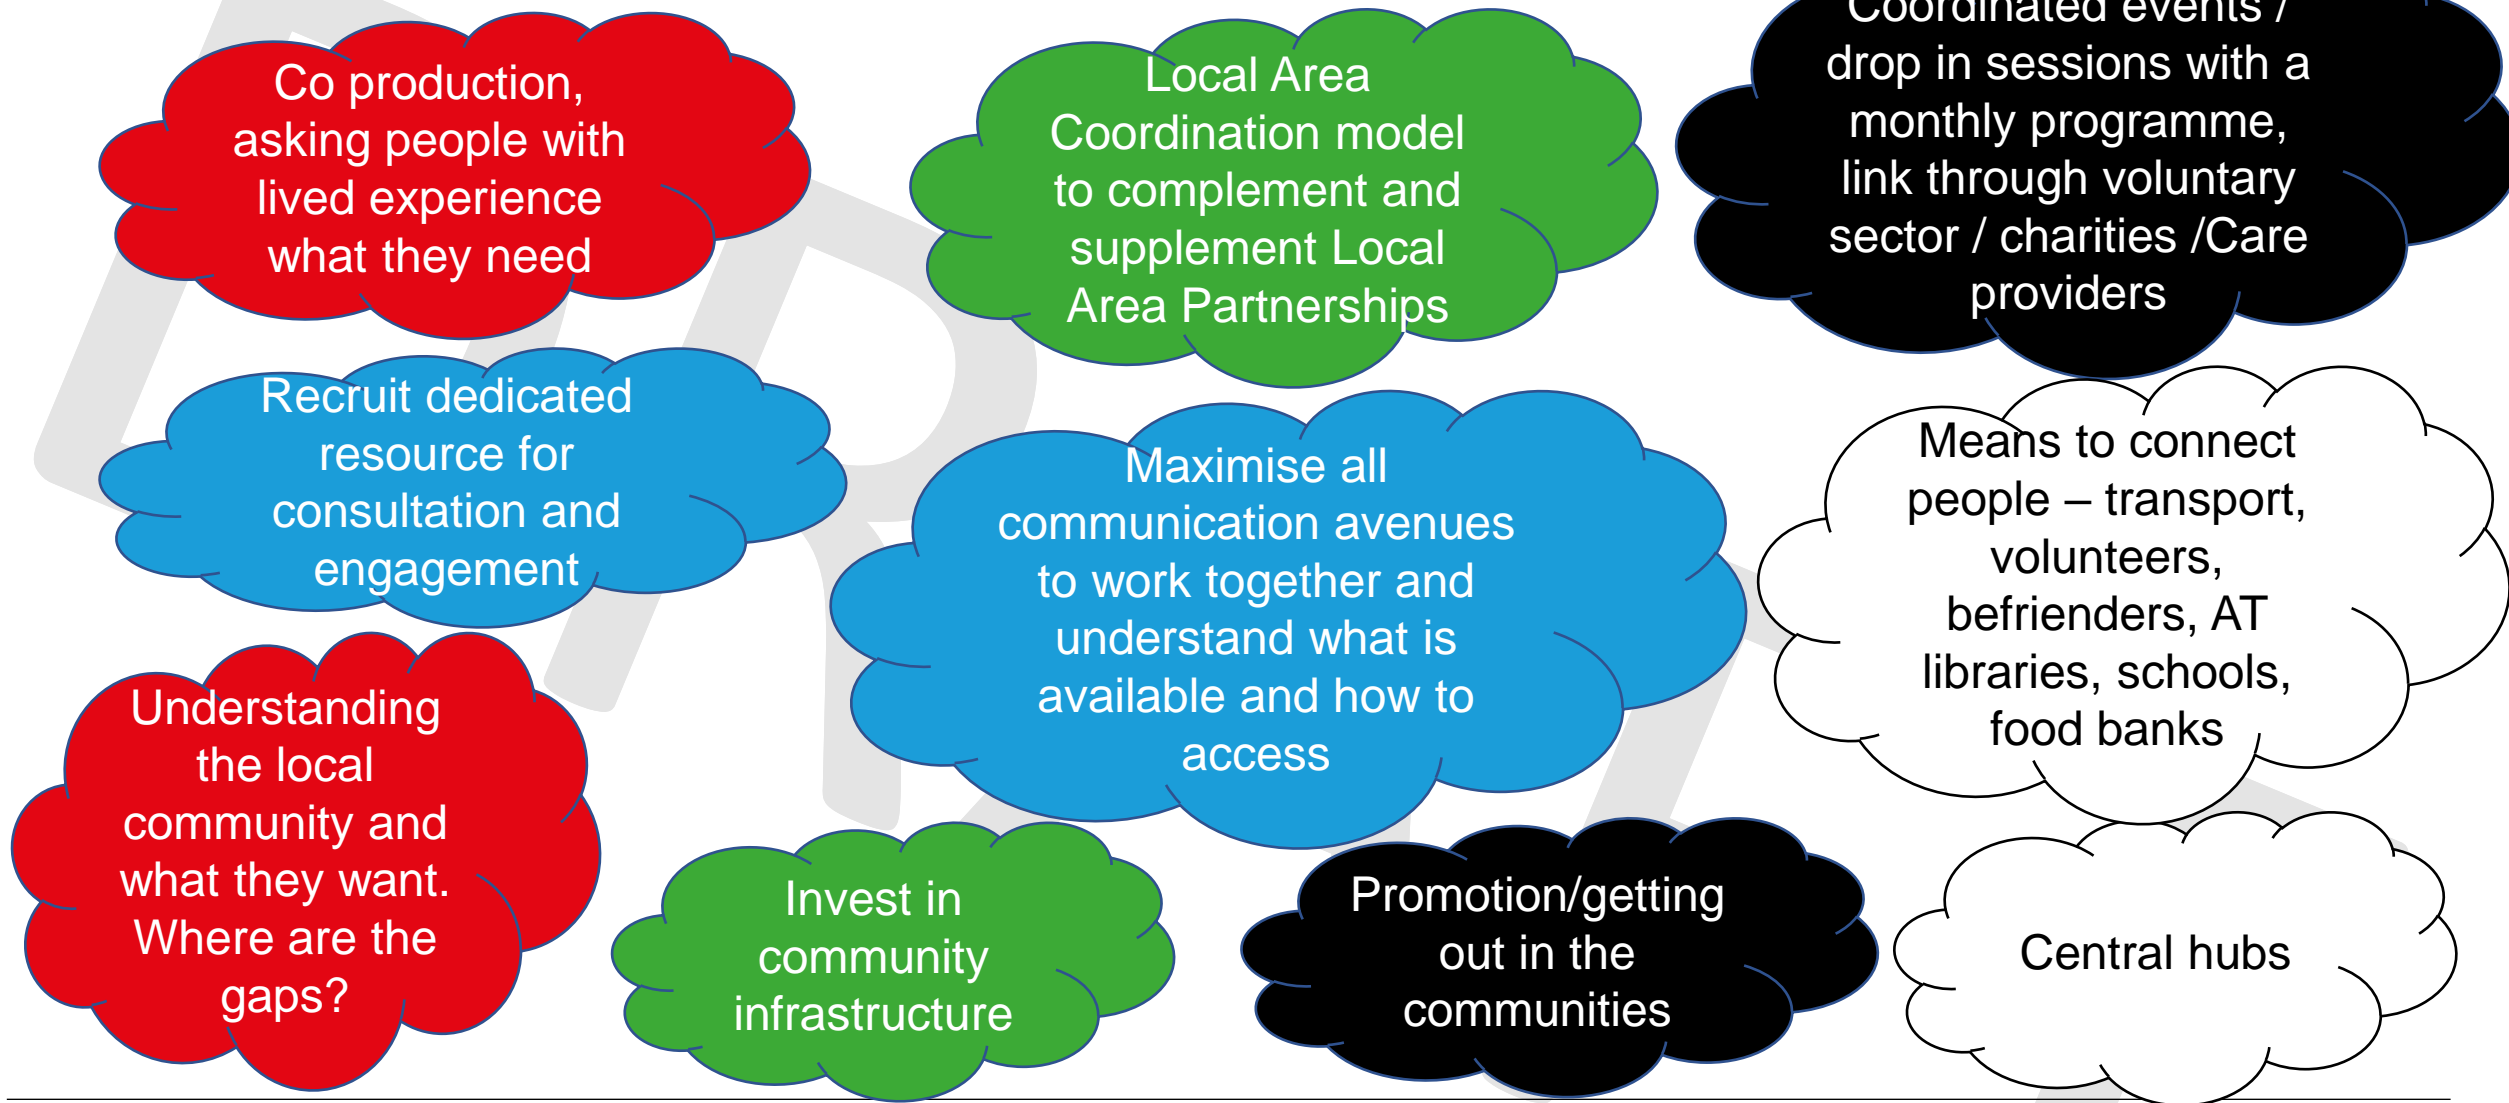 Co production,
asking people with
lived experience
what they need
Local Area
Coordination model
to complement and
supplement Local
Area Partnerships
Coordinated events /
drop in sessions with a
monthly programme,
link through voluntary
sector / charities /Care
providers
Recruit dedicated
resource for
consultation and
engagement
Maximise all
communication avenues
to work together and
understand what is
available and how to
access
Means to connect
people – transport,
volunteers,
befrienders, AT
libraries, schools,
food banks
Understanding
the local
community and
what they want.
Where are the
gaps?
Invest in
community
infrastructure
Promotion/getting
out in the
communities
Central hubs